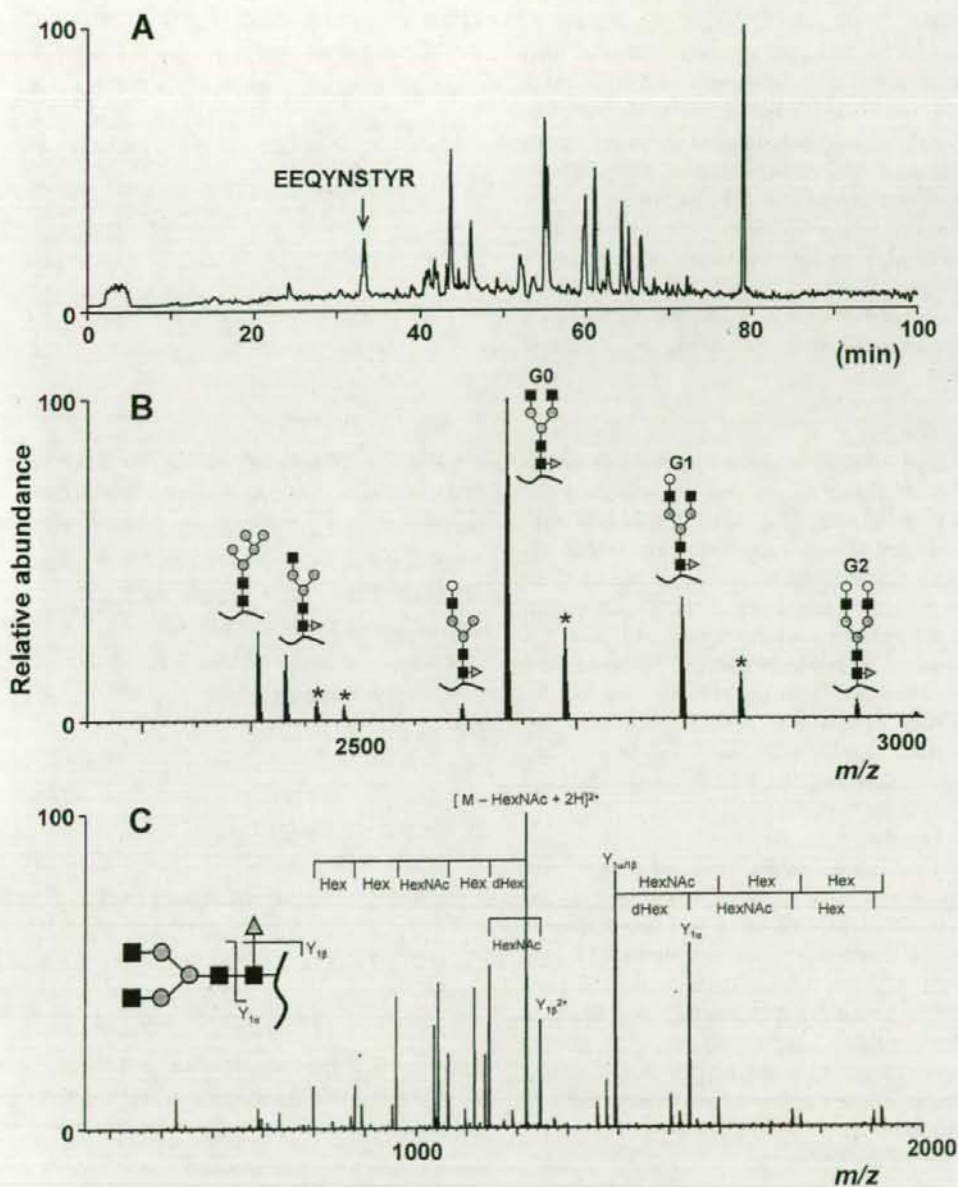 A
100
EEQYNSTYR
0
0 20 40 60 80 100
(min)
Relative abundance
B
100
G0
G1
G2
* * * *
0
2500 3000
m/z
C
100
[ M – HexNAc + 2H]²⁺
Hex Hex HexNAc Hex dHex
HexNAc
Y1α/1β
HexNAc Hex Hex
dHex HexNAc Hex
Y1α
Y1β²⁺
Y1β
Y1α
0
1000 2000
m/z